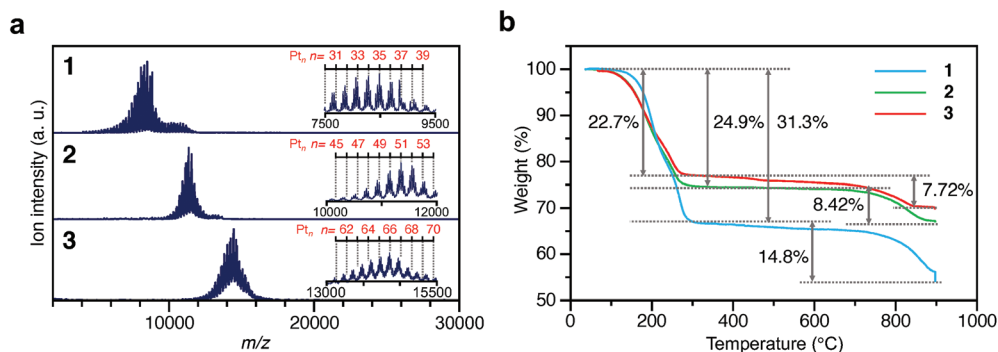 a
Ion intensity (a. u.)
1
Ptn n= 31 33 35 37 39
7500 9500
2
Ptn n= 45 47 49 51 53
10000 12000
3
Ptn n= 62 64 66 68 70
13000 15500
10000 20000 30000
m/z
b
Weight (%)
100
90
80
70
60
50
1
2
3
22.7%
24.9%
31.3%
7.72%
8.42%
14.8%
0 200 400 600 800 1000
Temperature (°C)